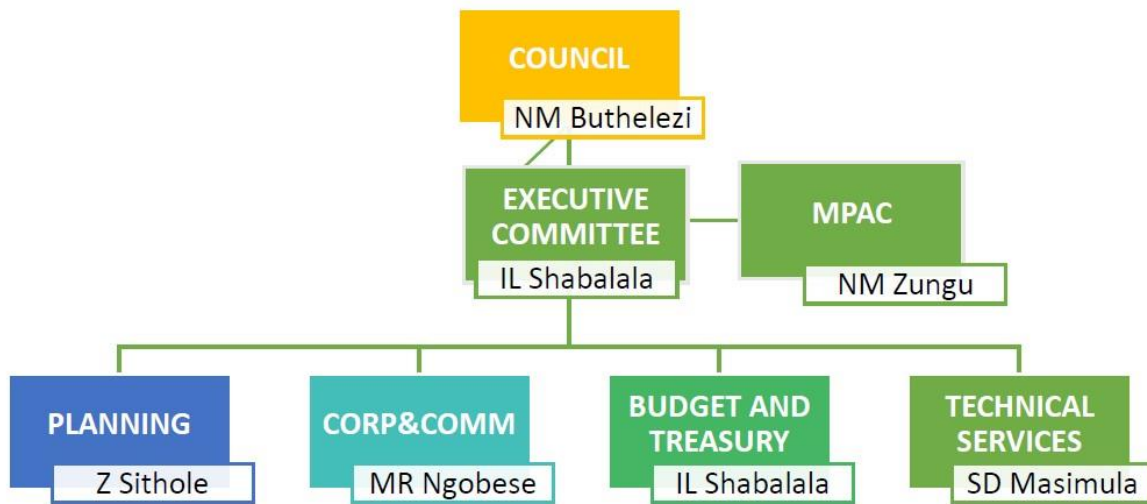 COUNCIL
NM Buthelezi
EXECUTIVE
COMMITTEE
IL Shabalala
MPAC
NM Zungu
PLANNING
Z Sithole
CORP&COMM
MR Ngobese
BUDGET AND
TREASURY
IL Shabalala
TECHNICAL
SERVICES
SD Masimula